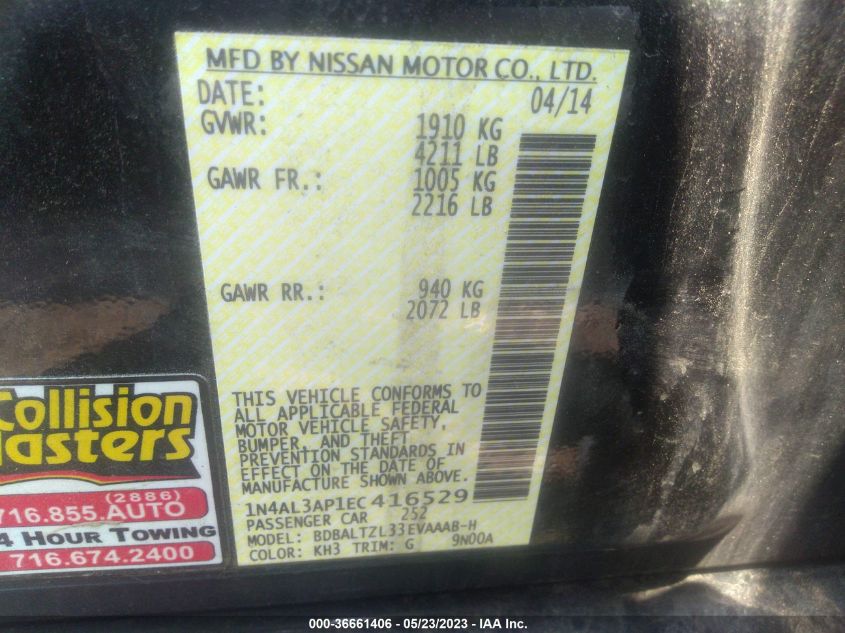 MFD BY NISSAN MOTOR CO., LTD.
DATE: 04/14
GVWR: 1910 KG
4211 LB
GAWR FR.: 1005 KG
2216 LB
GAWR RR.: 940 KG
2072 LB
THIS VEHICLE CONFORMS TO
ALL APPLICABLE FEDERAL
MOTOR VEHICLE SAFETY,
BUMPER, AND THEFT
PREVENTION STANDARDS IN
EFFECT ON THE DATE OF
MANUFACTURE SHOWN ABOVE.
1N4AL3AP1EC416529
PASSENGER CAR 252
MODEL: BDBALTZL33EVAAAB-H
COLOR: KH3 TRIM: G 9N00A
Collision
Masters
(2886)
716.855.AUTO
4 HOUR TOWING
716.674.2400
000-36661406 - 05/23/2023 - IAA Inc.